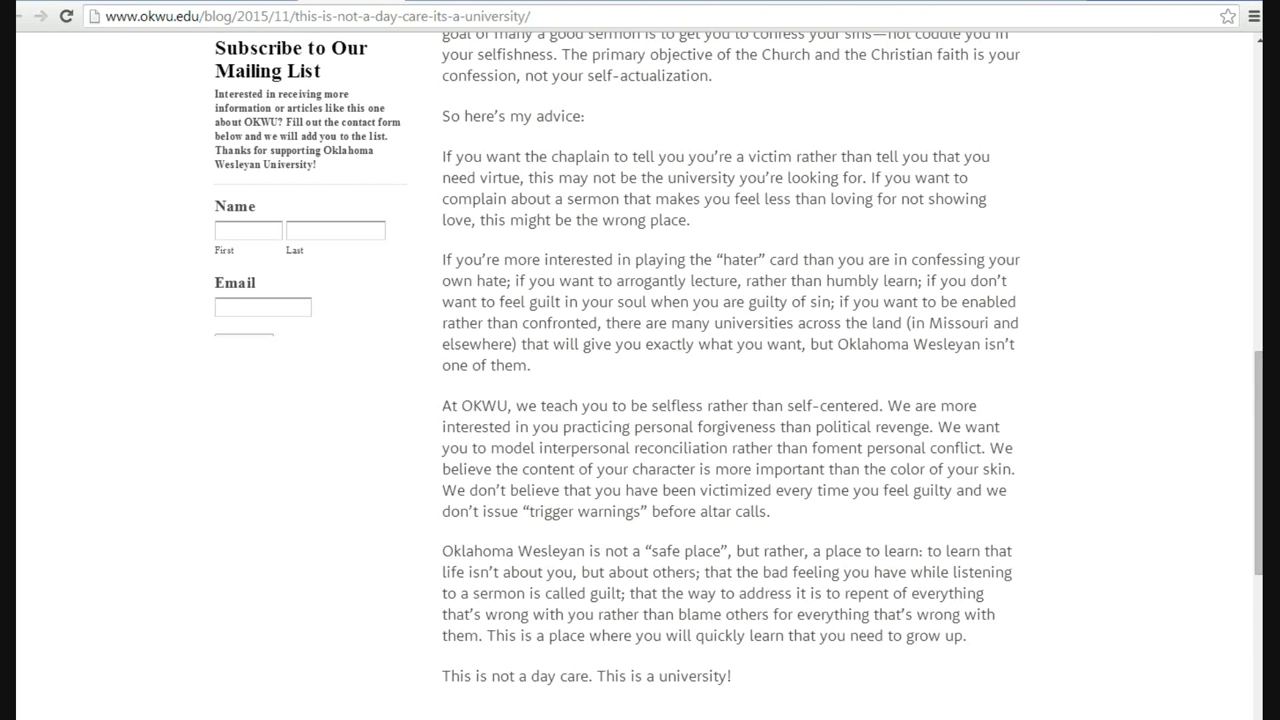 www.okwu.edu/blog/2015/11/this-is-not-a-day-care-its-a-university/
Subscribe to Our
Mailing List
Interested in receiving more
information or articles like this one
about OKWU? Fill out the contact form
below and we will add you to the list.
Thanks for supporting Oklahoma
Wesleyan University!
Name
First Last
Email
goal of many a good sermon is to get you to confess your sins—not coddle you in
your selfishness. The primary objective of the Church and the Christian faith is your
confession, not your self-actualization.
So here’s my advice:
If you want the chaplain to tell you you’re a victim rather than tell you that you
need virtue, this may not be the university you’re looking for. If you want to
complain about a sermon that makes you feel less than loving for not showing
love, this might be the wrong place.
If you’re more interested in playing the “hater” card than you are in confessing your
own hate; if you want to arrogantly lecture, rather than humbly learn; if you don’t
want to feel guilt in your soul when you are guilty of sin; if you want to be enabled
rather than confronted, there are many universities across the land (in Missouri and
elsewhere) that will give you exactly what you want, but Oklahoma Wesleyan isn’t
one of them.
At OKWU, we teach you to be selfless rather than self-centered. We are more
interested in you practicing personal forgiveness than political revenge. We want
you to model interpersonal reconciliation rather than foment personal conflict. We
believe the content of your character is more important than the color of your skin.
We don’t believe that you have been victimized every time you feel guilty and we
don’t issue “trigger warnings” before altar calls.
Oklahoma Wesleyan is not a “safe place”, but rather, a place to learn: to learn that
life isn’t about you, but about others; that the bad feeling you have while listening
to a sermon is called guilt; that the way to address it is to repent of everything
that’s wrong with you rather than blame others for everything that’s wrong with
them. This is a place where you will quickly learn that you need to grow up.
This is not a day care. This is a university!